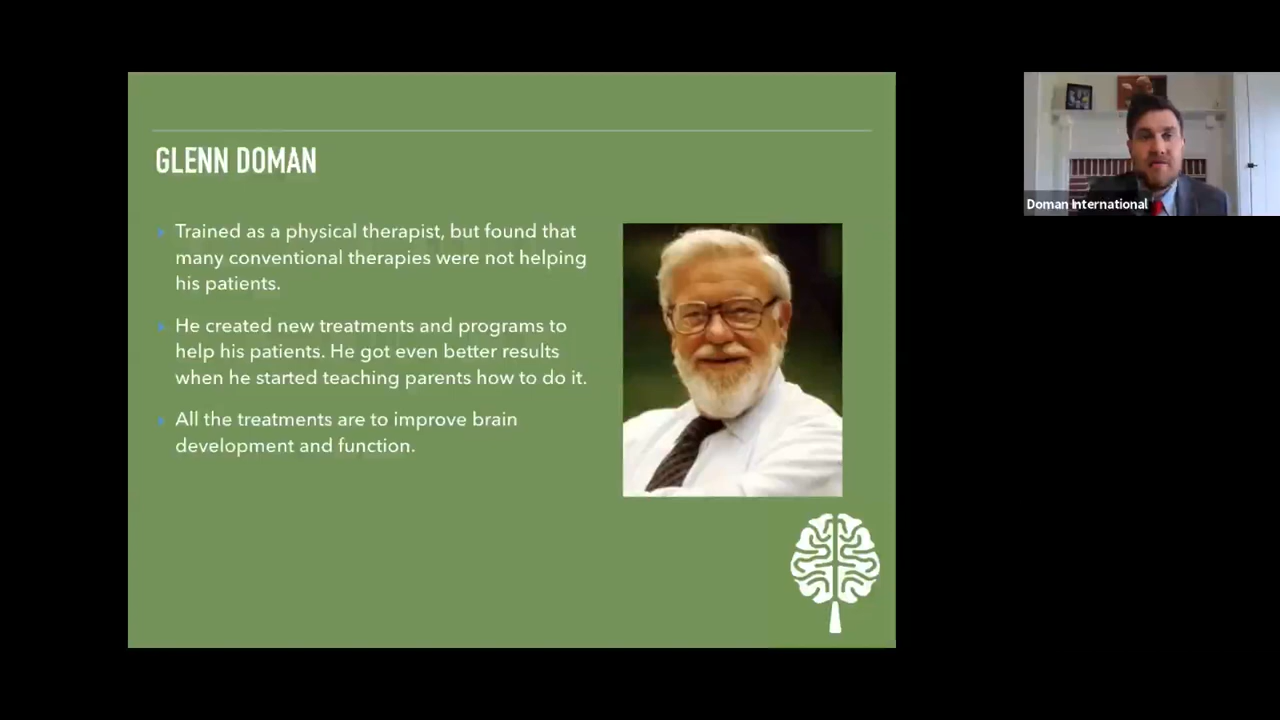 GLENN DOMAN
Trained as a physical therapist, but found that
many conventional therapies were not helping
his patients.
He created new treatments and programs to
help his patients. He got even better results
when he started teaching parents how to do it.
All the treatments are to improve brain
development and function.
Doman International